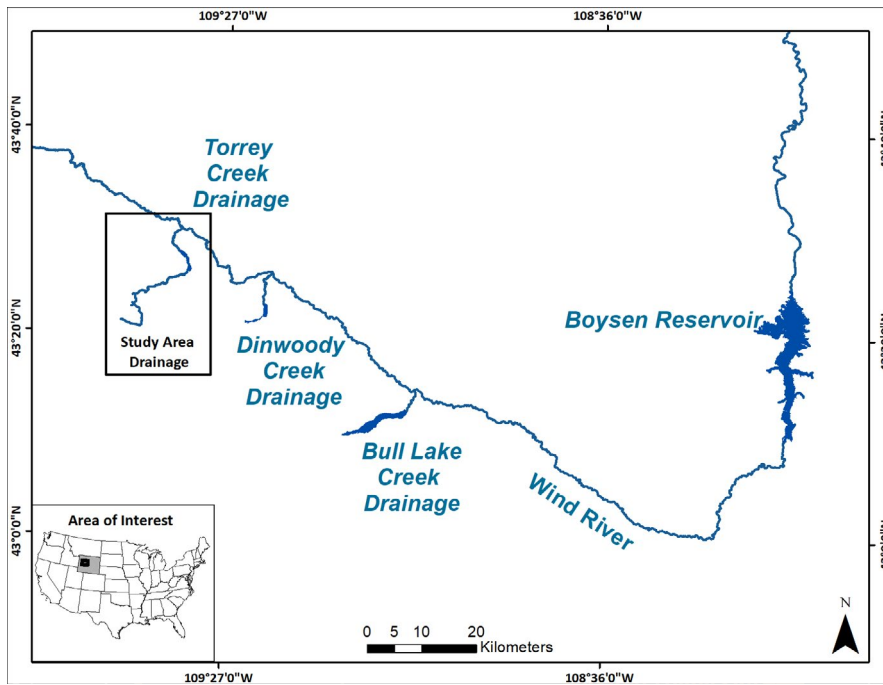 109°27'0"W
108°36'0"W
43°40'0"N
43°20'0"N
43°0'0"N
Torrey
Creek
Drainage
Study Area
Drainage
Dinwoody
Creek
Drainage
Boysen Reservoir
Bull Lake
Creek
Drainage
Wind River
Area of Interest
0 5 10 20
Kilometers
N
109°27'0"W
108°36'0"W